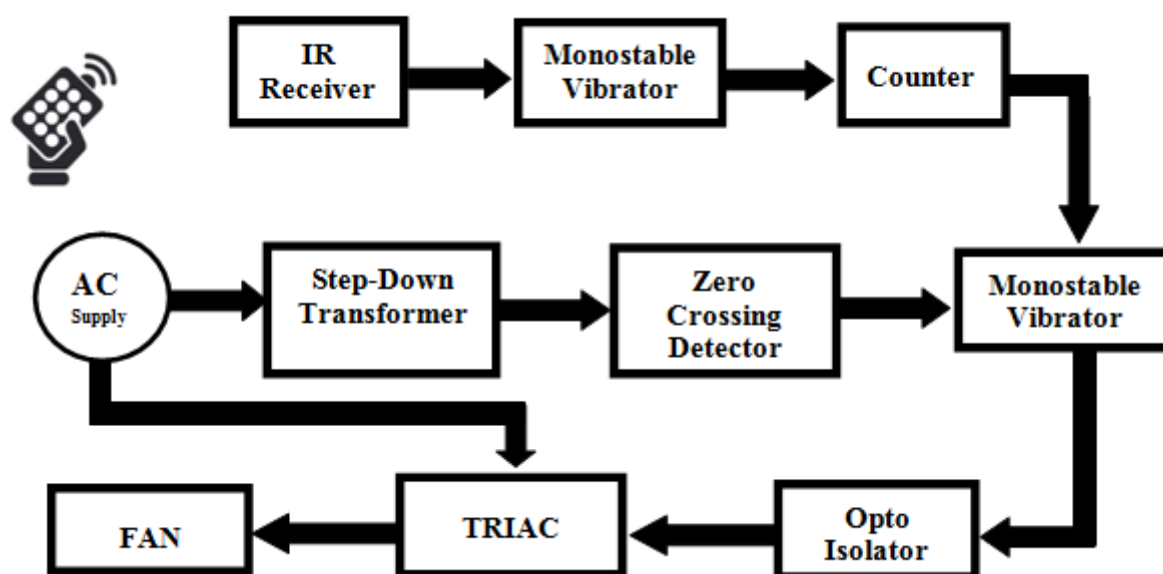 IR
Receiver
Monostable
Vibrator
Counter
AC
Supply
Step-Down
Transformer
Zero
Crossing
Detector
Monostable
Vibrator
FAN
TRIAC
Opto
Isolator